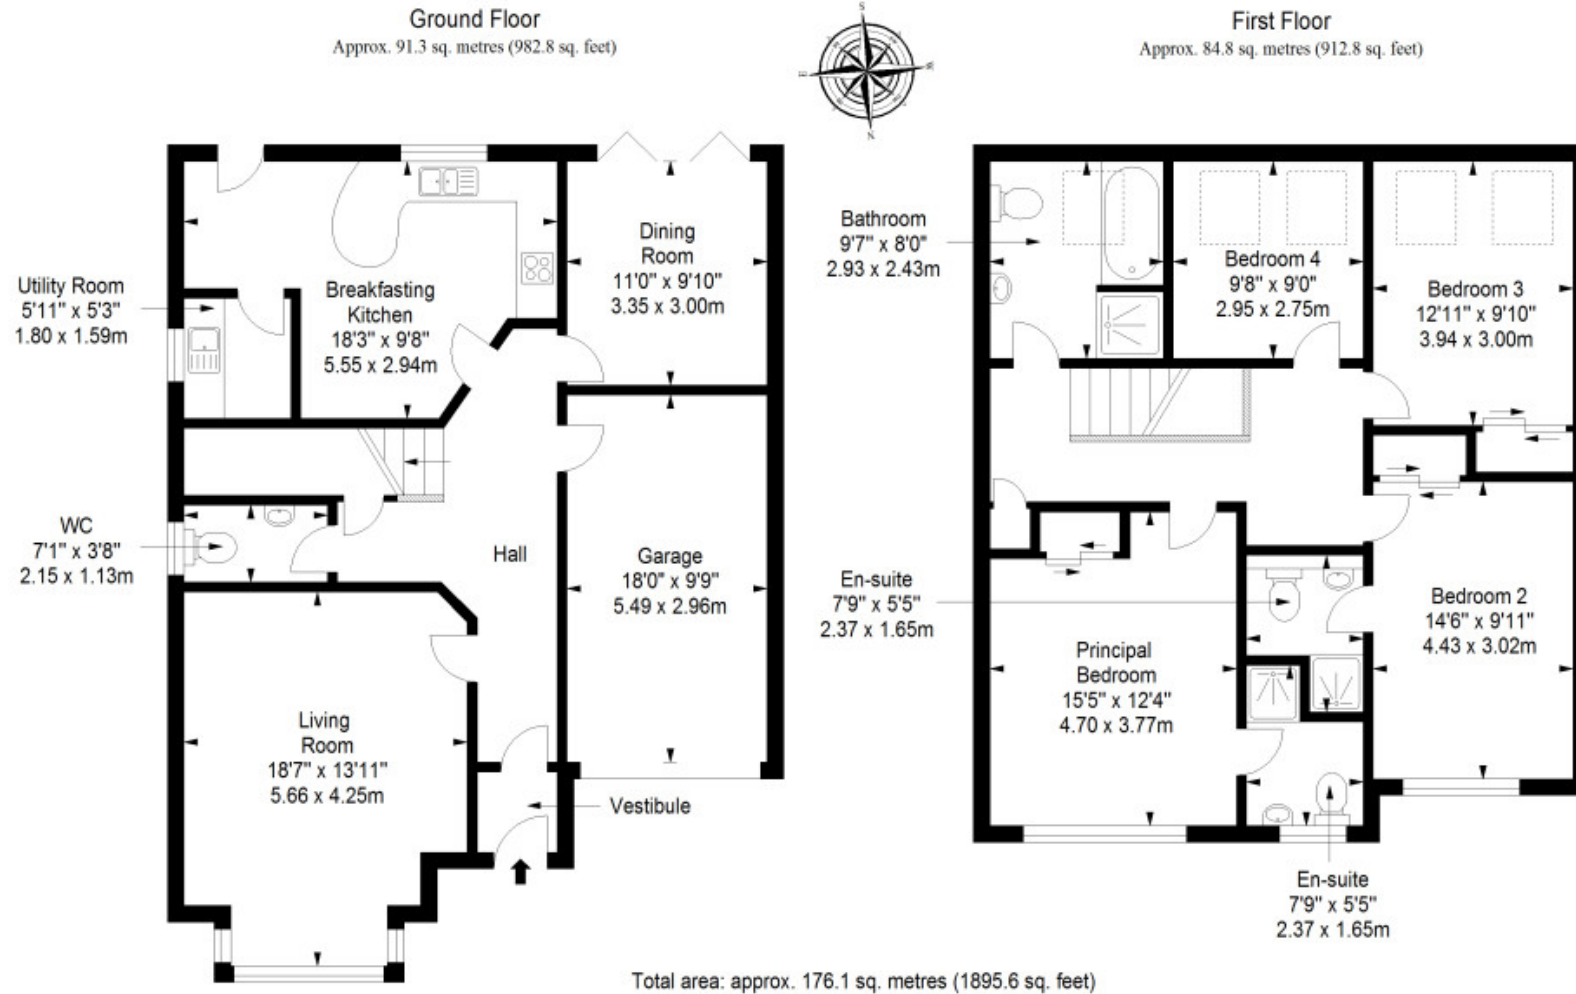 Ground Floor
Approx. 91.3 sq. metres (982.8 sq. feet)
First Floor
Approx. 84.8 sq. metres (912.8 sq. feet)
S
E
W
N
Utility Room
5'11" x 5'3"
1.80 x 1.59m
Breakfasting
Kitchen
18'3" x 9'8"
5.55 x 2.94m
Dining
Room
11'0" x 9'10"
3.35 x 3.00m
WC
7'1" x 3'8"
2.15 x 1.13m
Hall
Garage
18'0" x 9'9"
5.49 x 2.96m
Living
Room
18'7" x 13'11"
5.66 x 4.25m
Vestibule
Bathroom
9'7" x 8'0"
2.93 x 2.43m
Bedroom 4
9'8" x 9'0"
2.95 x 2.75m
Bedroom 3
12'11" x 9'10"
3.94 x 3.00m
En-suite
7'9" x 5'5"
2.37 x 1.65m
Principal
Bedroom
15'5" x 12'4"
4.70 x 3.77m
Bedroom 2
14'6" x 9'11"
4.43 x 3.02m
En-suite
7'9" x 5'5"
2.37 x 1.65m
Total area: approx. 176.1 sq. metres (1895.6 sq. feet)